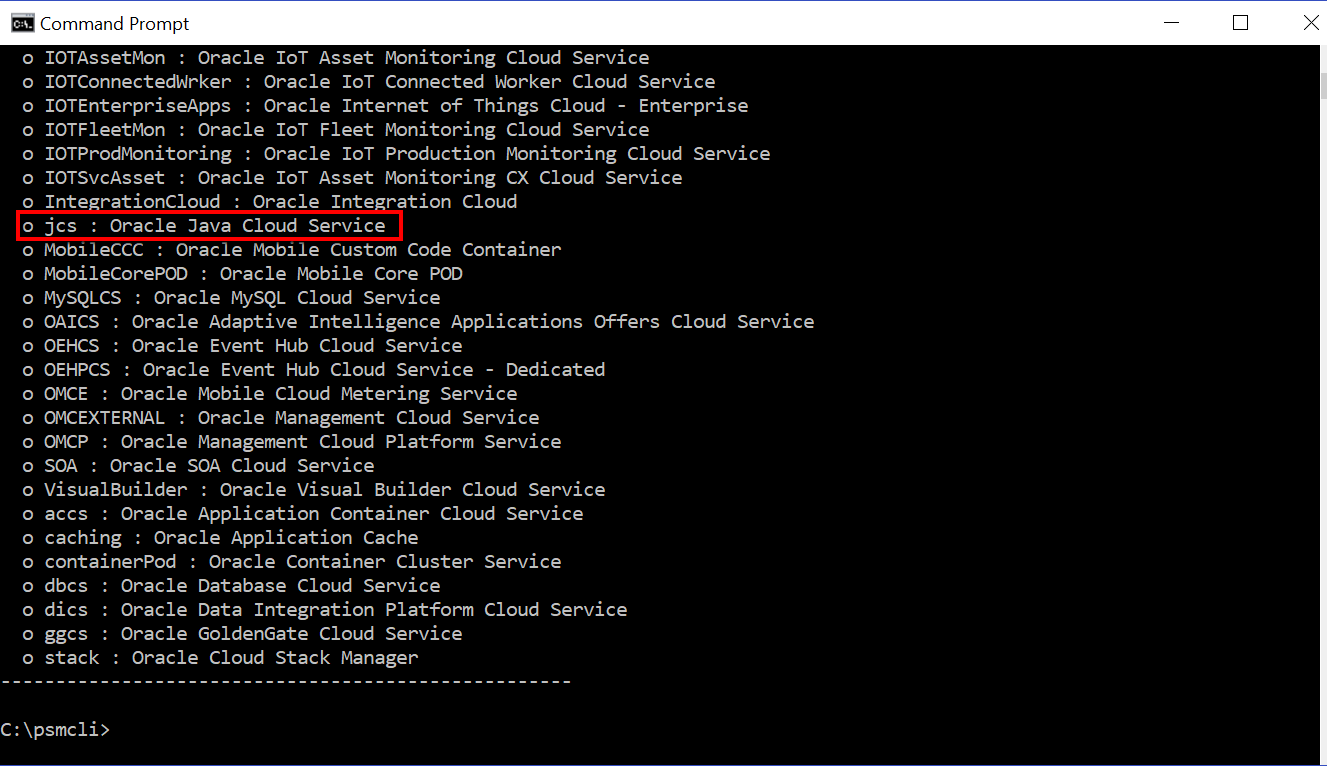 Command Prompt
o IOTAssetMon : Oracle IoT Asset Monitoring Cloud Service
o IOTConnectedWrker : Oracle IoT Connected Worker Cloud Service
o IOTEnterpriseApps : Oracle Internet of Things Cloud - Enterprise
o IOTFleetMon : Oracle IoT Fleet Monitoring Cloud Service
o IOTProdMonitoring : Oracle IoT Production Monitoring Cloud Service
o IOTSvcAsset : Oracle IoT Asset Monitoring CX Cloud Service
o IntegrationCloud : Oracle Integration Cloud
o jcs : Oracle Java Cloud Service
o MobileCCC : Oracle Mobile Custom Code Container
o MobileCorePOD : Oracle Mobile Core POD
o MySQLCS : Oracle MySQL Cloud Service
o OAICS : Oracle Adaptive Intelligence Applications Offers Cloud Service
o OEHCS : Oracle Event Hub Cloud Service
o OEHPCS : Oracle Event Hub Cloud Service - Dedicated
o OMCE : Oracle Mobile Cloud Metering Service
o OMCEXTERNAL : Oracle Management Cloud Service
o OMCP : Oracle Management Cloud Platform Service
o SOA : Oracle SOA Cloud Service
o VisualBuilder : Oracle Visual Builder Cloud Service
o accs : Oracle Application Container Cloud Service
o caching : Oracle Application Cache
o containerPod : Oracle Container Cluster Service
o dbcs : Oracle Database Cloud Service
o dics : Oracle Data Integration Platform Cloud Service
o ggcs : Oracle GoldenGate Cloud Service
o stack : Oracle Cloud Stack Manager
----------------------------------------------------
C:\psmcli>